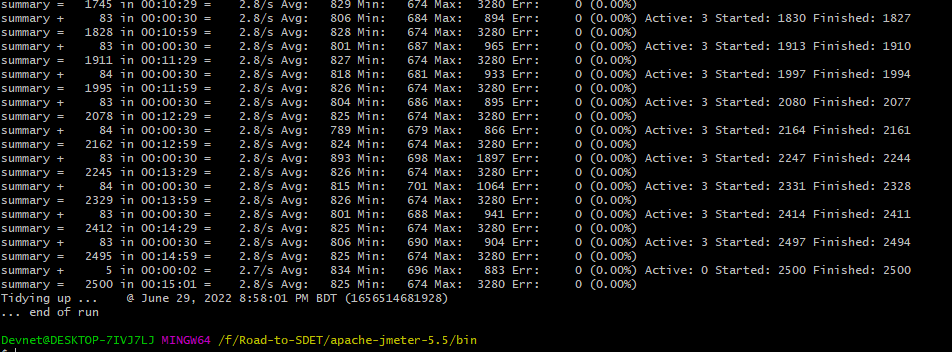 summary =   1745 in 00:10:29 =    2.8/s Avg:   829 Min:   674 Max:  3280 Err:     0 (0.00%)
summary +     83 in 00:00:30 =    2.8/s Avg:   806 Min:   684 Max:   894 Err:     0 (0.00%) Active: 3 Started: 1830 Finished: 1827
summary =   1828 in 00:10:59 =    2.8/s Avg:   828 Min:   674 Max:  3280 Err:     0 (0.00%)
summary +     83 in 00:00:30 =    2.8/s Avg:   801 Min:   687 Max:   965 Err:     0 (0.00%) Active: 3 Started: 1913 Finished: 1910
summary =   1911 in 00:11:29 =    2.8/s Avg:   827 Min:   674 Max:  3280 Err:     0 (0.00%)
summary +     84 in 00:00:30 =    2.8/s Avg:   818 Min:   681 Max:   933 Err:     0 (0.00%) Active: 3 Started: 1997 Finished: 1994
summary =   1995 in 00:11:59 =    2.8/s Avg:   826 Min:   674 Max:  3280 Err:     0 (0.00%)
summary +     83 in 00:00:30 =    2.8/s Avg:   804 Min:   686 Max:   895 Err:     0 (0.00%) Active: 3 Started: 2080 Finished: 2077
summary =   2078 in 00:12:29 =    2.8/s Avg:   825 Min:   674 Max:  3280 Err:     0 (0.00%)
summary +     84 in 00:00:30 =    2.8/s Avg:   789 Min:   679 Max:   866 Err:     0 (0.00%) Active: 3 Started: 2164 Finished: 2161
summary =   2162 in 00:12:59 =    2.8/s Avg:   824 Min:   674 Max:  3280 Err:     0 (0.00%)
summary +     83 in 00:00:30 =    2.8/s Avg:   893 Min:   698 Max:  1897 Err:     0 (0.00%) Active: 3 Started: 2247 Finished: 2244
summary =   2245 in 00:13:29 =    2.8/s Avg:   826 Min:   674 Max:  3280 Err:     0 (0.00%)
summary +     84 in 00:00:30 =    2.8/s Avg:   815 Min:   701 Max:  1064 Err:     0 (0.00%) Active: 3 Started: 2331 Finished: 2328
summary =   2329 in 00:13:59 =    2.8/s Avg:   826 Min:   674 Max:  3280 Err:     0 (0.00%)
summary +     83 in 00:00:30 =    2.8/s Avg:   801 Min:   688 Max:   941 Err:     0 (0.00%) Active: 3 Started: 2414 Finished: 2411
summary =   2412 in 00:14:29 =    2.8/s Avg:   825 Min:   674 Max:  3280 Err:     0 (0.00%)
summary +     83 in 00:00:30 =    2.8/s Avg:   806 Min:   690 Max:   904 Err:     0 (0.00%) Active: 3 Started: 2497 Finished: 2494
summary =   2495 in 00:14:59 =    2.8/s Avg:   825 Min:   674 Max:  3280 Err:     0 (0.00%)
summary +      5 in 00:00:02 =    2.7/s Avg:   834 Min:   696 Max:   883 Err:     0 (0.00%) Active: 0 Started: 2500 Finished: 2500
summary =   2500 in 00:15:01 =    2.8/s Avg:   825 Min:   674 Max:  3280 Err:     0 (0.00%)
Tidying up ...    @ June 29, 2022 8:58:01 PM BDT (1656514681928)
... end of run
Devnet@DESKTOP-7IVJ7LJ MINGW64 /f/Road-to-SDET/apache-jmeter-5.5/bin